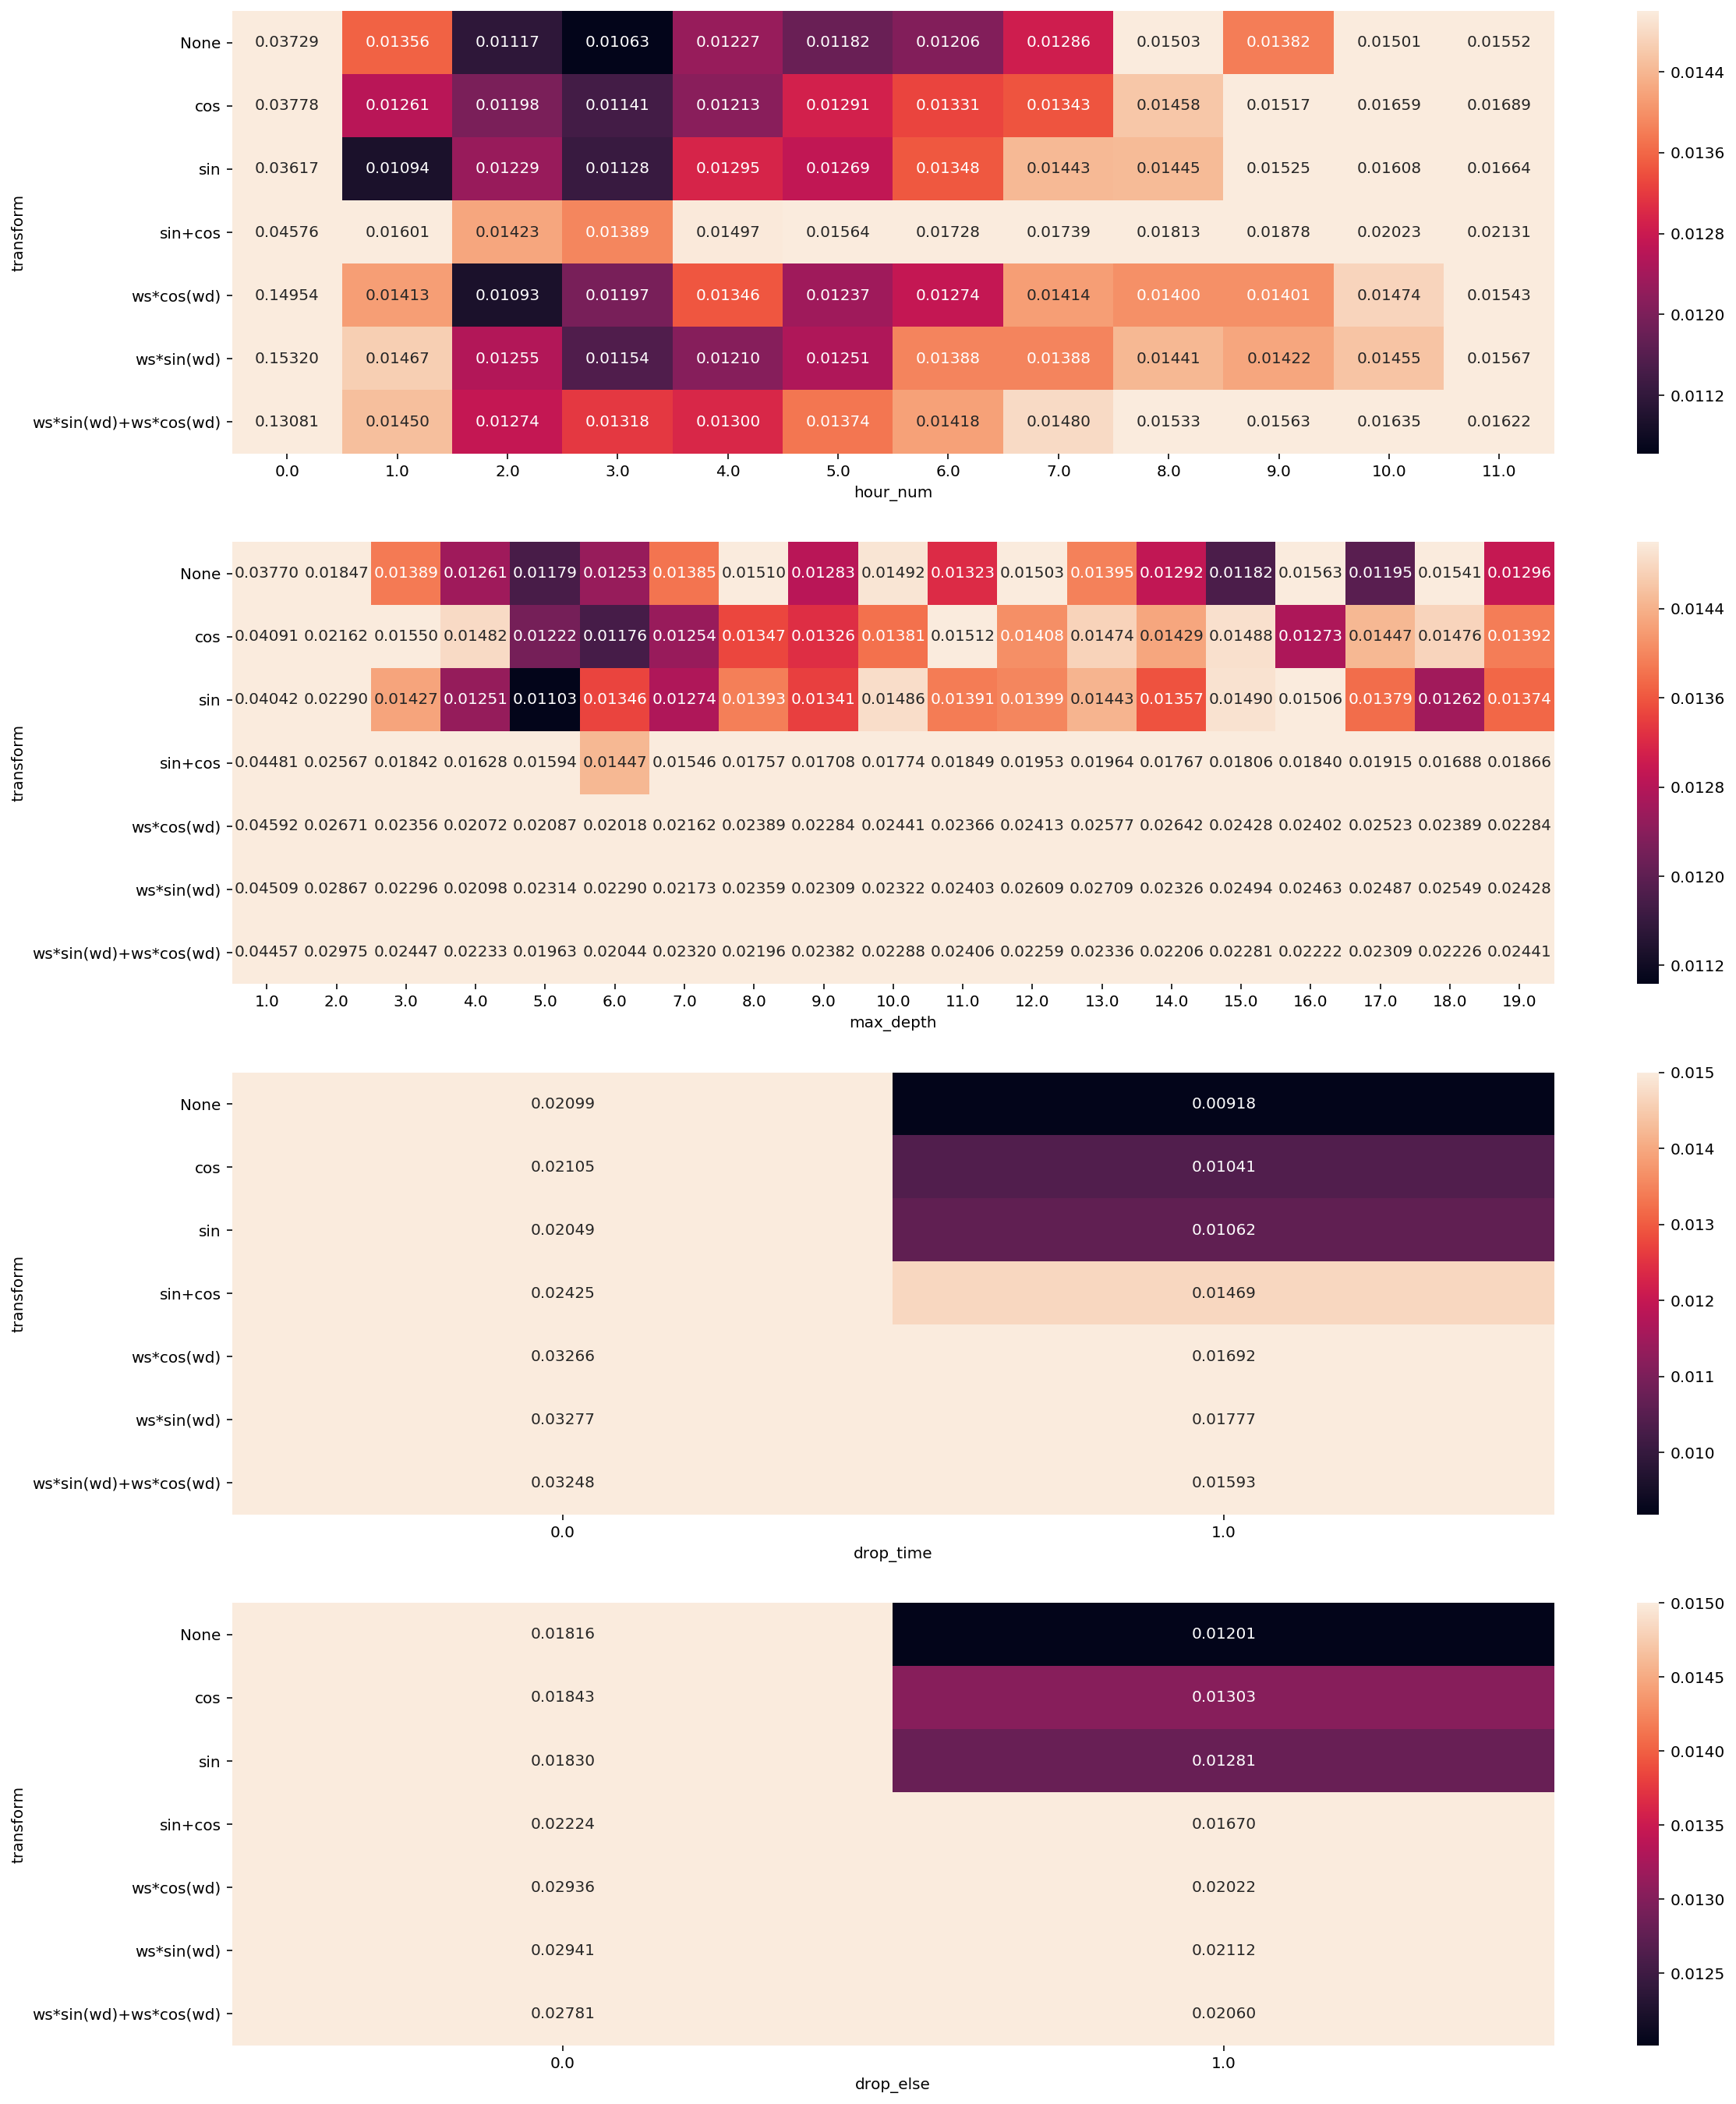 None 0.03729 0.01356 0.01117 0.01063 0.01227 0.01182 0.01206 0.01286 0.01503 0.01382 0.01501 0.01552
cos 0.03778 0.01261 0.01198 0.01141 0.01213 0.01291 0.01331 0.01343 0.01458 0.01517 0.01659 0.01689
sin 0.03617 0.01094 0.01229 0.01128 0.01295 0.01269 0.01348 0.01443 0.01445 0.01525 0.01608 0.01664
sin+cos 0.04576 0.01601 0.01423 0.01389 0.01497 0.01564 0.01728 0.01739 0.01813 0.01878 0.02023 0.02131
ws*cos(wd) 0.14954 0.01413 0.01093 0.01197 0.01346 0.01237 0.01274 0.01414 0.01400 0.01401 0.01474 0.01543
ws*sin(wd) 0.15320 0.01467 0.01255 0.01154 0.01210 0.01251 0.01388 0.01388 0.01441 0.01422 0.01455 0.01567
ws*sin(wd)+ws*cos(wd) 0.13081 0.01450 0.01274 0.01318 0.01300 0.01374 0.01418 0.01480 0.01533 0.01563 0.01635 0.01622
0.0 1.0 2.0 3.0 4.0 5.0 6.0 7.0 8.0 9.0 10.0 11.0
hour_num
transform
0.0144
0.0136
0.0128
0.0120
0.0112
None 0.03770 0.01847 0.01389 0.01261 0.01179 0.01253 0.01385 0.01510 0.01283 0.01492 0.01323 0.01503 0.01395 0.01292 0.01182 0.01563 0.01195 0.01541 0.01296
cos 0.04091 0.02162 0.01550 0.01482 0.01222 0.01176 0.01254 0.01347 0.01326 0.01381 0.01512 0.01408 0.01474 0.01429 0.01488 0.01273 0.01447 0.01476 0.01392
sin 0.04042 0.02290 0.01427 0.01251 0.01103 0.01346 0.01274 0.01393 0.01341 0.01486 0.01391 0.01399 0.01443 0.01357 0.01490 0.01506 0.01379 0.01262 0.01374
sin+cos 0.04481 0.02567 0.01842 0.01628 0.01594 0.01447 0.01546 0.01757 0.01708 0.01774 0.01849 0.01953 0.01964 0.01767 0.01806 0.01840 0.01915 0.01688 0.01866
ws*cos(wd) 0.04592 0.02671 0.02356 0.02072 0.02087 0.02018 0.02162 0.02389 0.02284 0.02441 0.02366 0.02413 0.02577 0.02642 0.02428 0.02402 0.02523 0.02389 0.02284
ws*sin(wd) 0.04509 0.02867 0.02296 0.02098 0.02314 0.02290 0.02173 0.02359 0.02309 0.02322 0.02403 0.02609 0.02709 0.02326 0.02494 0.02463 0.02487 0.02549 0.02428
ws*sin(wd)+ws*cos(wd) 0.04457 0.02975 0.02447 0.02233 0.01963 0.02044 0.02320 0.02196 0.02382 0.02288 0.02406 0.02259 0.02336 0.02206 0.02281 0.02222 0.02309 0.02226 0.02441
1.0 2.0 3.0 4.0 5.0 6.0 7.0 8.0 9.0 10.0 11.0 12.0 13.0 14.0 15.0 16.0 17.0 18.0 19.0
max_depth
transform
0.0144
0.0136
0.0128
0.0120
0.0112
None 0.02099 0.00918
cos 0.02105 0.01041
sin 0.02049 0.01062
sin+cos 0.02425 0.01469
ws*cos(wd) 0.03266 0.01692
ws*sin(wd) 0.03277 0.01777
ws*sin(wd)+ws*cos(wd) 0.03248 0.01593
0.0 1.0
drop_time
transform
0.015
0.014
0.013
0.012
0.011
0.010
None 0.01816 0.01201
cos 0.01843 0.01303
sin 0.01830 0.01281
sin+cos 0.02224 0.01670
ws*cos(wd) 0.02936 0.02022
ws*sin(wd) 0.02941 0.02112
ws*sin(wd)+ws*cos(wd) 0.02781 0.02060
0.0 1.0
drop_else
transform
0.0150
0.0145
0.0140
0.0135
0.0130
0.0125